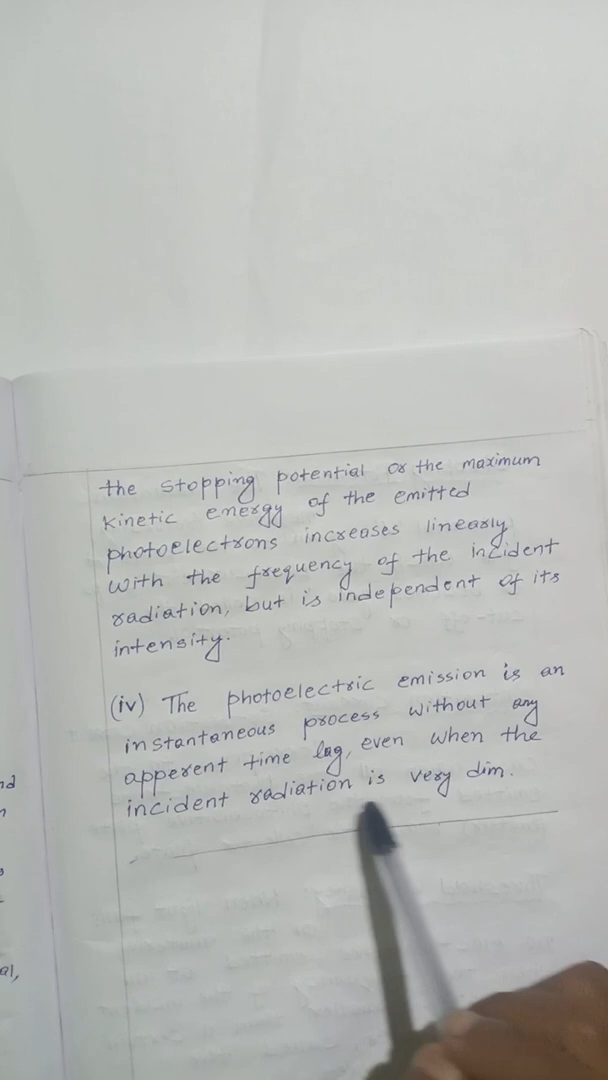 the stopping potential or the maximum
kinetic energy of the emitted
photoelectrons increases linearly
with the frequency of the incident
radiation, but is independent of its
intensity.
(iv) The photoelectric emission is an
instantaneous process without any
apperent time lag, even when the
incident radiation is very dim.
al,